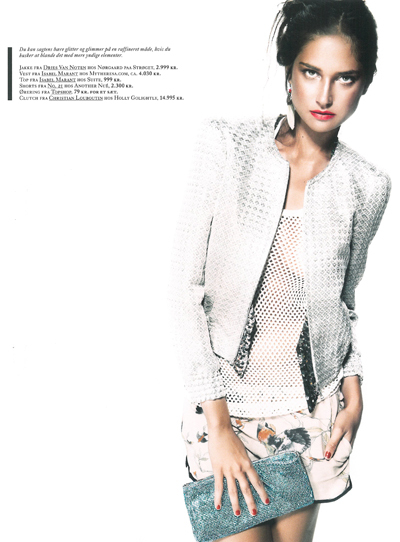 Du kan sagtens bære glitter og glimmer på en raffineret måde, hvis du
husker at blande det med mere yndige elementer.
Jakke fra Dries Van Noten hos Nørgaard paa Strøget, 2.999 kr.
Vest fra Isabel Marant hos Mytheresa.com, ca. 4.030 kr.
Top fra Isabel Marant hos Suite, 999 kr.
Shorts fra No. 21 hos Another Nué, 2.300 kr.
Ørering fra Topshop, 79 kr. for et sæt.
Clutch fra Christian Louboutin hos Holly Golightly, 14.995 kr.